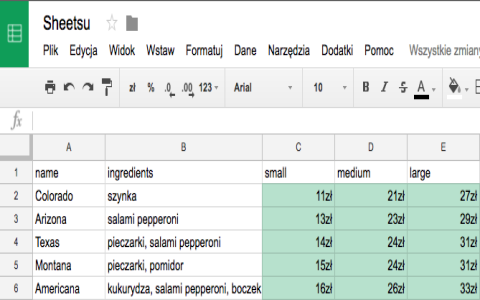 Sheetsu
Plik Edycja Widok Wstaw Formatuj Dane Narzędzia Dodatki Pomoc Wszystkie zmiany
zł % .0 .00 123 Arial 10 B I S A
fx
A B C D E
1 name ingredients small medium large
2 Colorado szynka 11zł 21zł 27zł
3 Arizona salami pepperoni 13zł 23zł 29zł
4 Texas pieczarki, salami pepperoni 14zł 24zł 31zł
5 Montana pieczarki, pomidor 15zł 24zł 31zł
6 Americana kukurydza, salami pepperoni, boczek 16zł 26zł 33zł